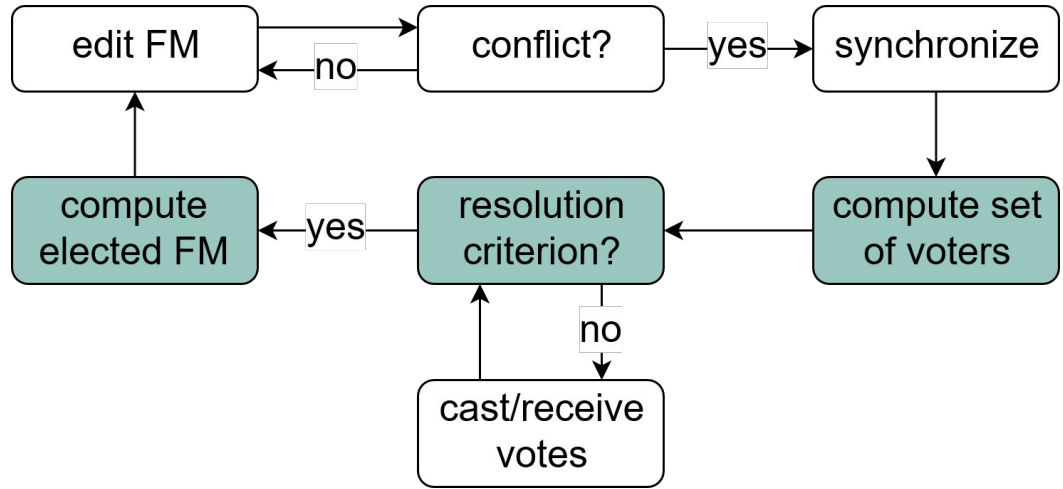 edit FM
conflict?
yes
synchronize
no
compute
elected FM
yes
resolution
criterion?
compute set
of voters
no
cast/receive
votes